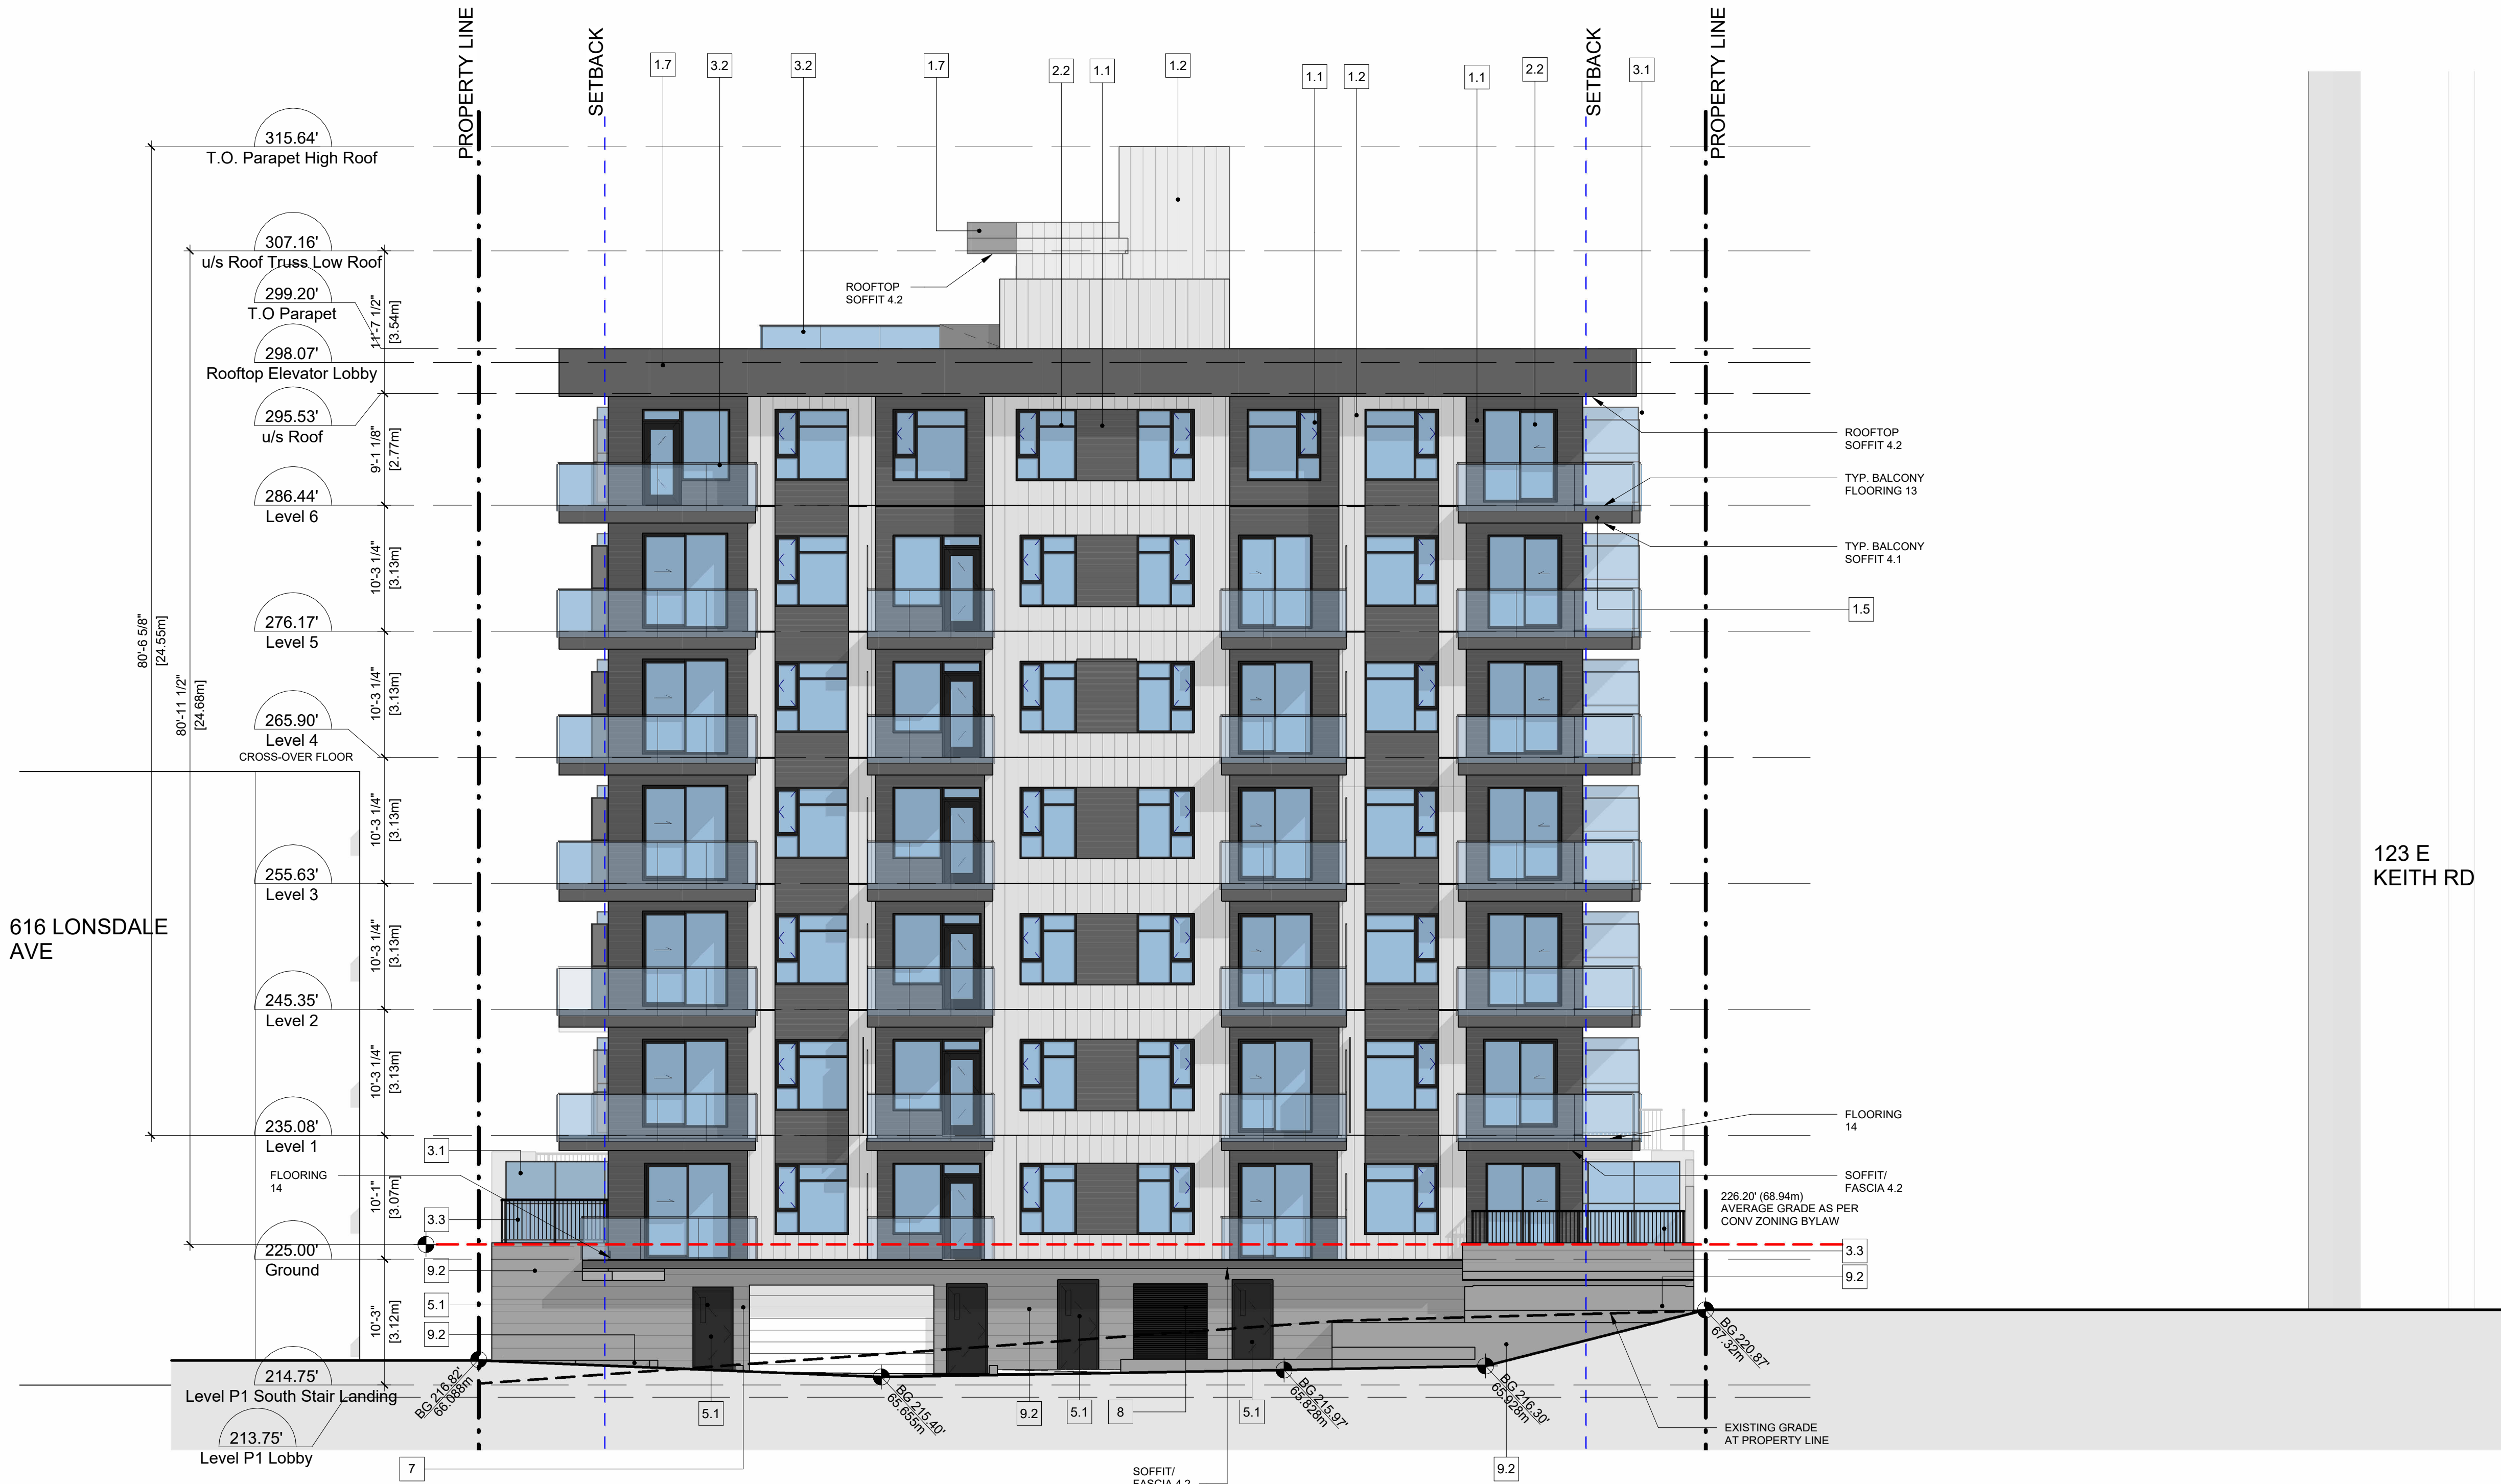 PROPERTY LINE
SETBACK
SETBACK
PROPERTY LINE
1.7
3.2
3.2
1.7
2.2
1.1
1.2
1.1
1.2
1.1
2.2
3.1
315.64'
T.O. Parapet High Roof
307.16'
u/s Roof Truss Low Roof
299.20'
T.O Parapet
298.07'
Rooftop Elevator Lobby
295.53'
u/s Roof
286.44'
Level 6
276.17'
Level 5
265.90'
Level 4
CROSS-OVER FLOOR
255.63'
Level 3
245.35'
Level 2
235.08'
Level 1
225.00'
Ground
214.75'
Level P1 South Stair Landing
213.75'
Level P1 Lobby
80'-6 5/8"
[24.55m]
80'-11 1/2"
[24.68m]
11'-7 1/2"
[3.54m]
9'-1 1/8"
[2.77m]
10'-3 1/4"
[3.13m]
10'-3 1/4"
[3.13m]
10'-3 1/4"
[3.13m]
10'-3 1/4"
[3.13m]
10'-3 1/4"
[3.13m]
10'-1"
[3.07m]
10'-3"
[3.12m]
616 LONSDALE
AVE
123 E
KEITH RD
ROOFTOP
SOFFIT 4.2
ROOFTOP
SOFFIT 4.2
TYP. BALCONY
FLOORING 13
TYP. BALCONY
SOFFIT 4.1
1.5
FLOORING
14
SOFFIT/
FASCIA 4.2
226.20' (68.94m)
AVERAGE GRADE AS PER
CONV ZONING BYLAW
3.3
9.2
3.1
FLOORING
14
3.3
9.2
5.1
9.2
BG 216.82'
66.088m
BG 215.40'
65.655m
BG 215.97'
65.828m
BG 216.30'
65.928m
BG 220.87'
67.32m
5.1
9.2
5.1
8
5.1
EXISTING GRADE
AT PROPERTY LINE
7
SOFFIT/
FASCIA 4.2
9.2